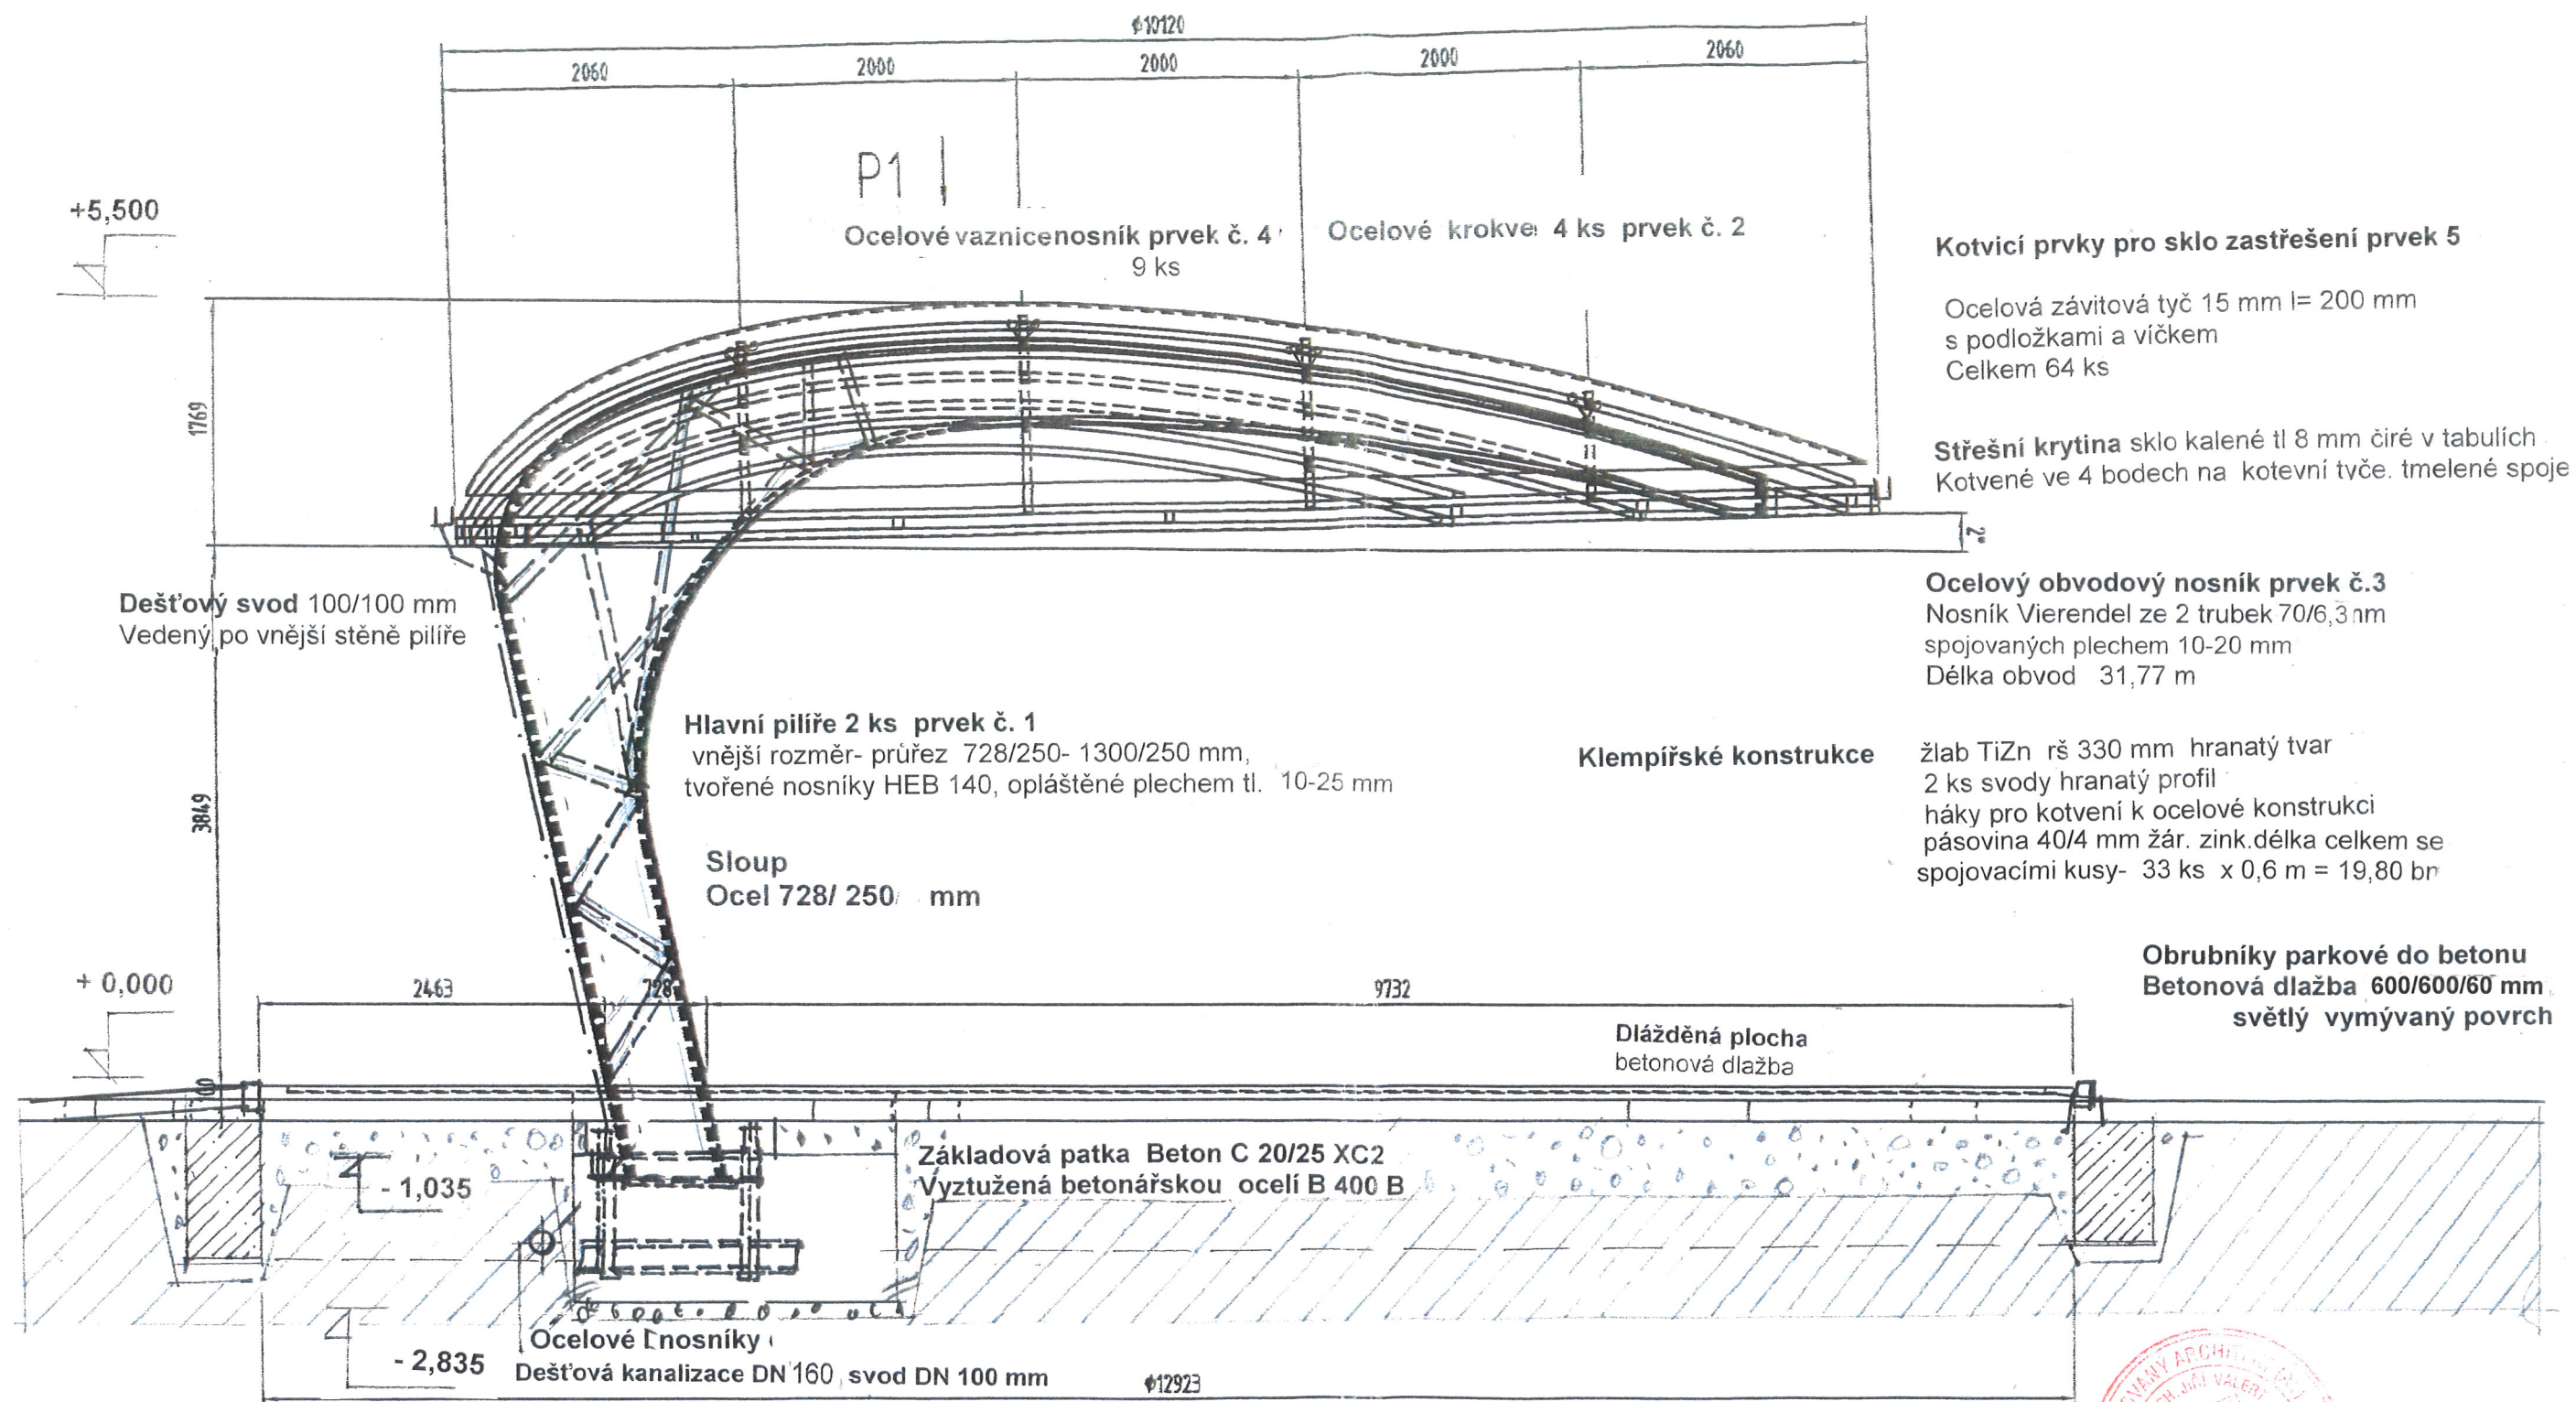 ϕ10120
2060
2000
2000
2000
2060
P1
+5,500
Ocelové vaznicenosník prvek č. 4
9 ks
Ocelové krokve 4 ks prvek č. 2
Kotvicí prvky pro sklo zastřešení prvek 5
Ocelová závitová tyč 15 mm l= 200 mm
s podložkami a víčkem
Celkem 64 ks
1769
Střešní krytina sklo kalené tl 8 mm čiré v tabulích
Kotvené ve 4 bodech na kotevní tyče. tmelené spoje
2°
Dešťový svod 100/100 mm
Vedený po vnější stěně pilíře
Ocelový obvodový nosník prvek č.3
Nosník Vierendel ze 2 trubek 70/6,3
spojovaných plechem 10-20 mm
Délka obvod 31,77 m
Hlavní pilíře 2 ks prvek č. 1
vnější rozměr- průřez 728/250- 1300/250 mm,
tvořené nosníky HEB 140, opláštěné plechem tl. 10-25 mm
Klempířské konstrukce
žlab TiZn rš 330 mm hranatý tvar
2 ks svody hranatý profil
háky pro kotvení k ocelové konstrukci
pásovina 40/4 mm žár. zink.délka celkem se
spojovacími kusy- 33 ks x 0,6 m = 19,80 bm
3849
Sloup
Ocel 728/ 250 mm
+ 0,000
2463
728
9732
Obrubníky parkové do betonu
Betonová dlažba 600/600/60 mm
světlý vymývaný povrch
Dlážděná plocha
betonová dlažba
100
Základová patka Beton C 20/25 XC2
Vyztužená betonářskou ocelí B 400 B
- 1,035
Ocelové nosníky
- 2,835
Dešťová kanalizace DN 160 svod DN 100 mm
ϕ12923
JIŘÍ VALERT